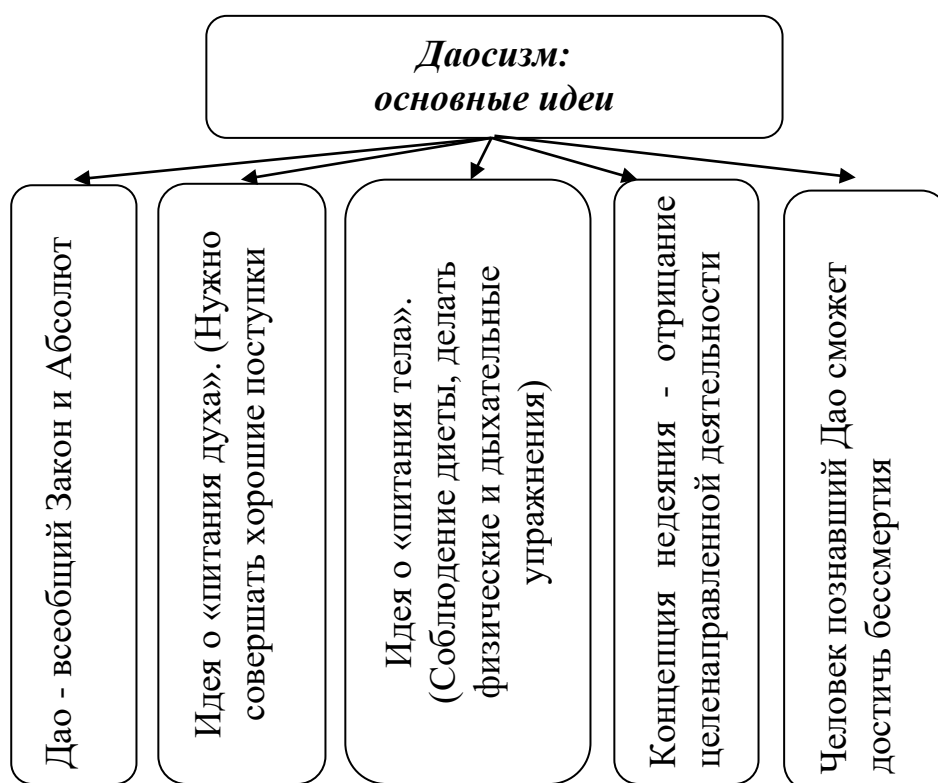 Даосизм:
основные идеи
Дао - всеобщий Закон и Абсолют
Идея о «питания духа». (Нужно
совершать хорошие поступки
Идея о «питания тела».
(Соблюдение диеты, делать
физические и дыхательные
упражнения)
Концепция недеяния - отрицание
целенаправленной деятельности
Человек познавший Дао сможет
достичь бессмертия